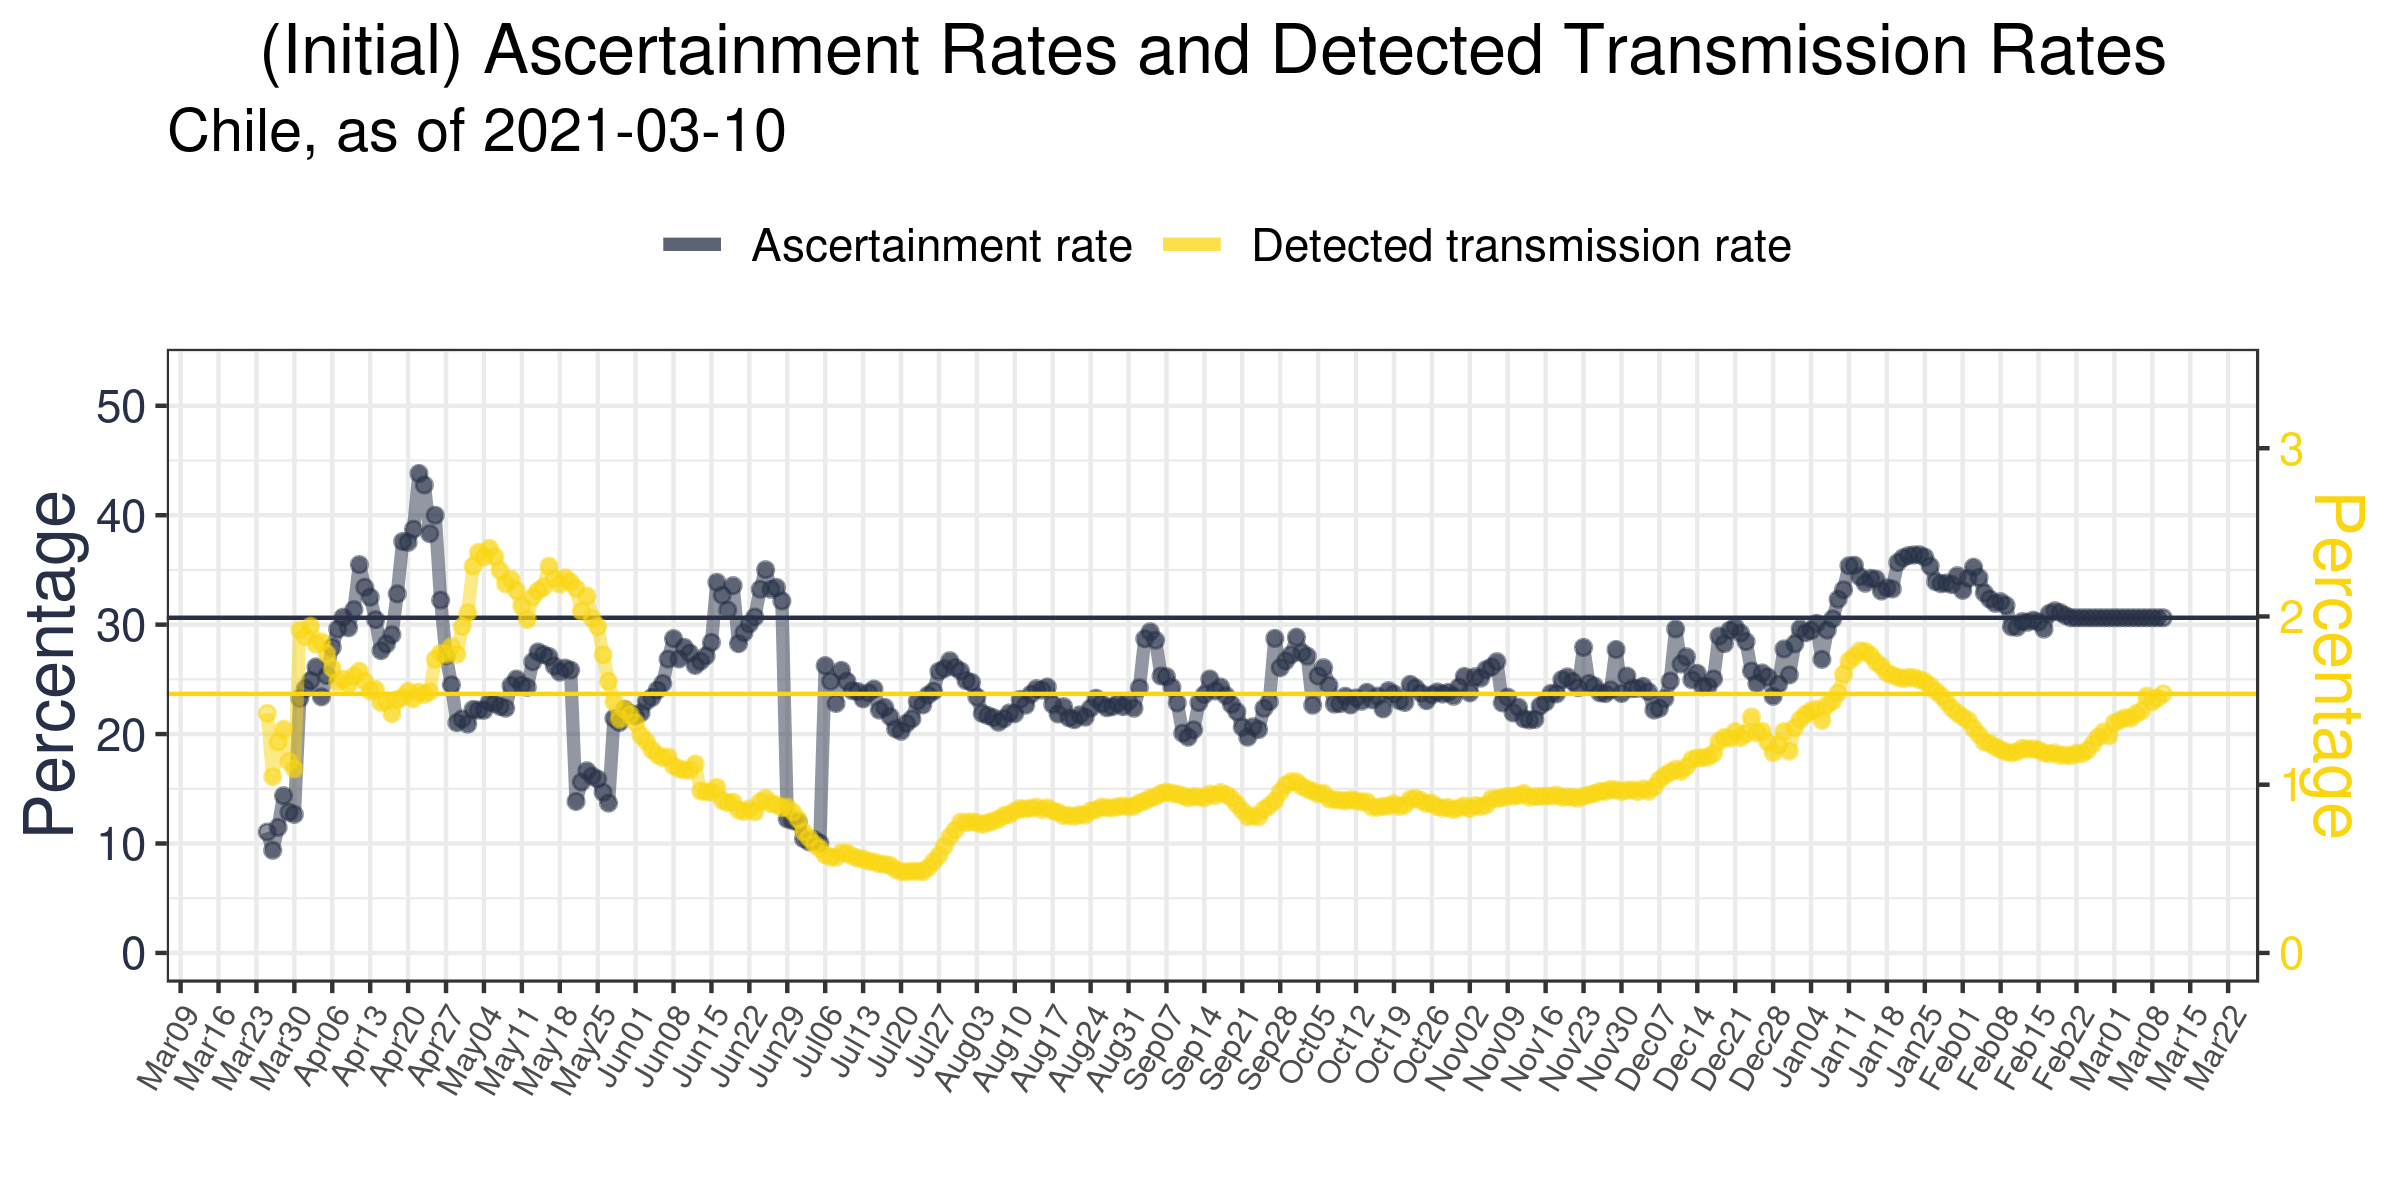 (Initial) Ascertainment Rates and Detected Transmission Rates
Chile, as of 2021-03-10
Ascertainment rate
Detected transmission rate
Percentage
50
40
30
20
10
0
3
2
1
0
Percentage
Mar09
Mar16
Mar23
Mar30
Apr06
Apr13
Apr20
Apr27
May04
May11
May18
May25
Jun01
Jun08
Jun15
Jun22
Jun29
Jul06
Jul13
Jul20
Jul27
Aug03
Aug10
Aug17
Aug24
Aug31
Sep07
Sep14
Sep21
Sep28
Oct05
Oct12
Oct19
Oct26
Nov02
Nov09
Nov16
Nov23
Nov30
Dec07
Dec14
Dec21
Dec28
Jan04
Jan11
Jan18
Jan25
Feb01
Feb08
Feb15
Feb22
Mar01
Mar08
Mar15
Mar22